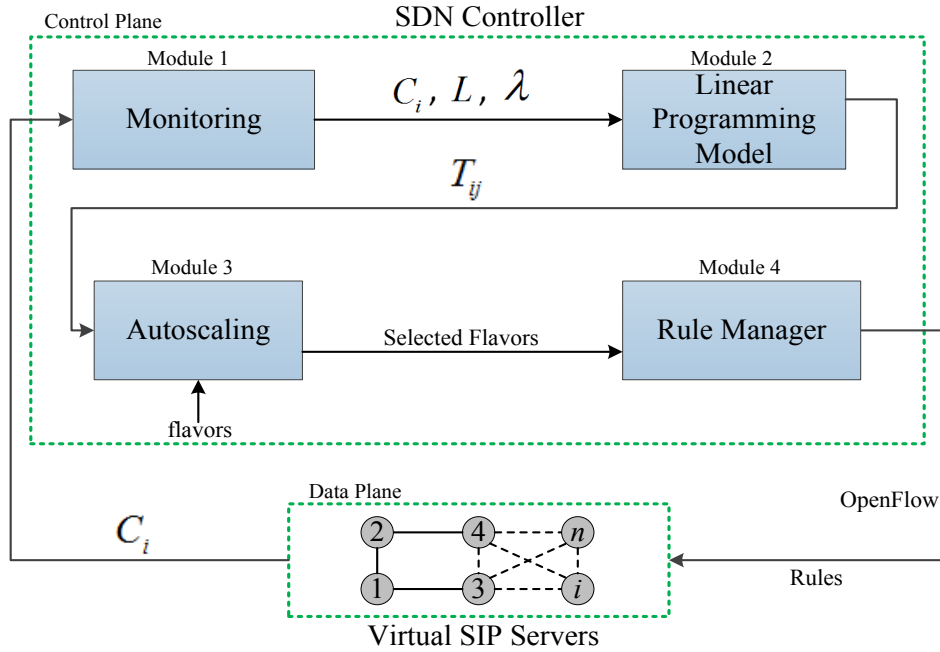 SDN Controller
Control Plane
Module 1
Monitoring
C_i, L, λ
Module 2
Linear
Programming
Model
T_ij
Module 3
Autoscaling
Selected Flavors
Module 4
Rule Manager
flavors
Data Plane
OpenFlow
C_i
2 4 n
1 3 i
Rules
Virtual SIP Servers